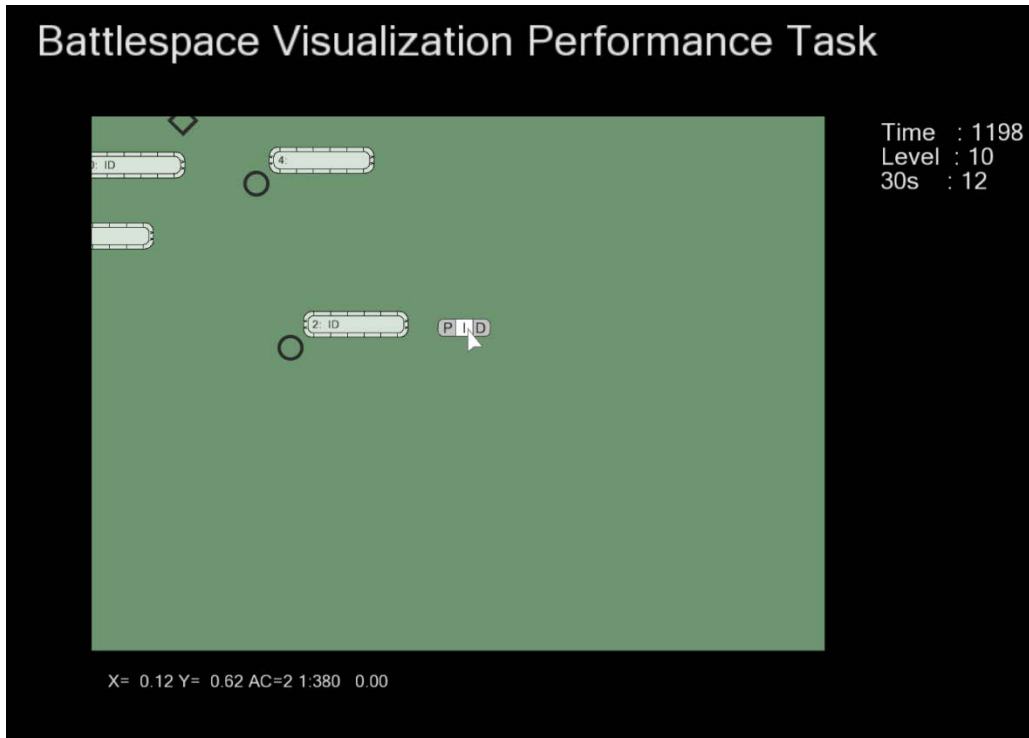 Battlespace Visualization Performance Task
Time : 1198
Level : 10
30s : 12
4:
: ID
2: ID
P I D
X= 0.12 Y= 0.62 AC=2 1:380 0.00